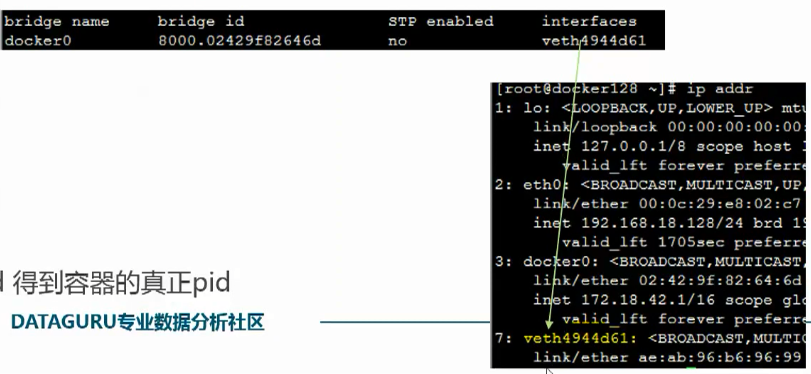 bridge name bridge id STP enabled interfaces
docker0 8000.02429f82646d no veth4944d61
[root@docker128 ~]# ip addr
1: lo: <LOOPBACK,UP,LOWER_UP> mtu
link/loopback 00:00:00:00:00:
inet 127.0.0.1/8 scope host l
valid_lft forever preferre
2: eth0: <BROADCAST,MULTICAST,UP,
link/ether 00:0c:29:e8:02:c7
inet 192.168.18.128/24 brd 19
valid_lft 1705sec preferre
3: docker0: <BROADCAST,MULTICAST,
link/ether 02:42:9f:82:64:6d
inet 172.18.42.1/16 scope glo
valid_lft forever preferre
7: veth4944d61: <BROADCAST,MULTIC
link/ether ae:ab:96:b6:96:99
d 得到容器的真正pid
DATAGURU专业数据分析社区